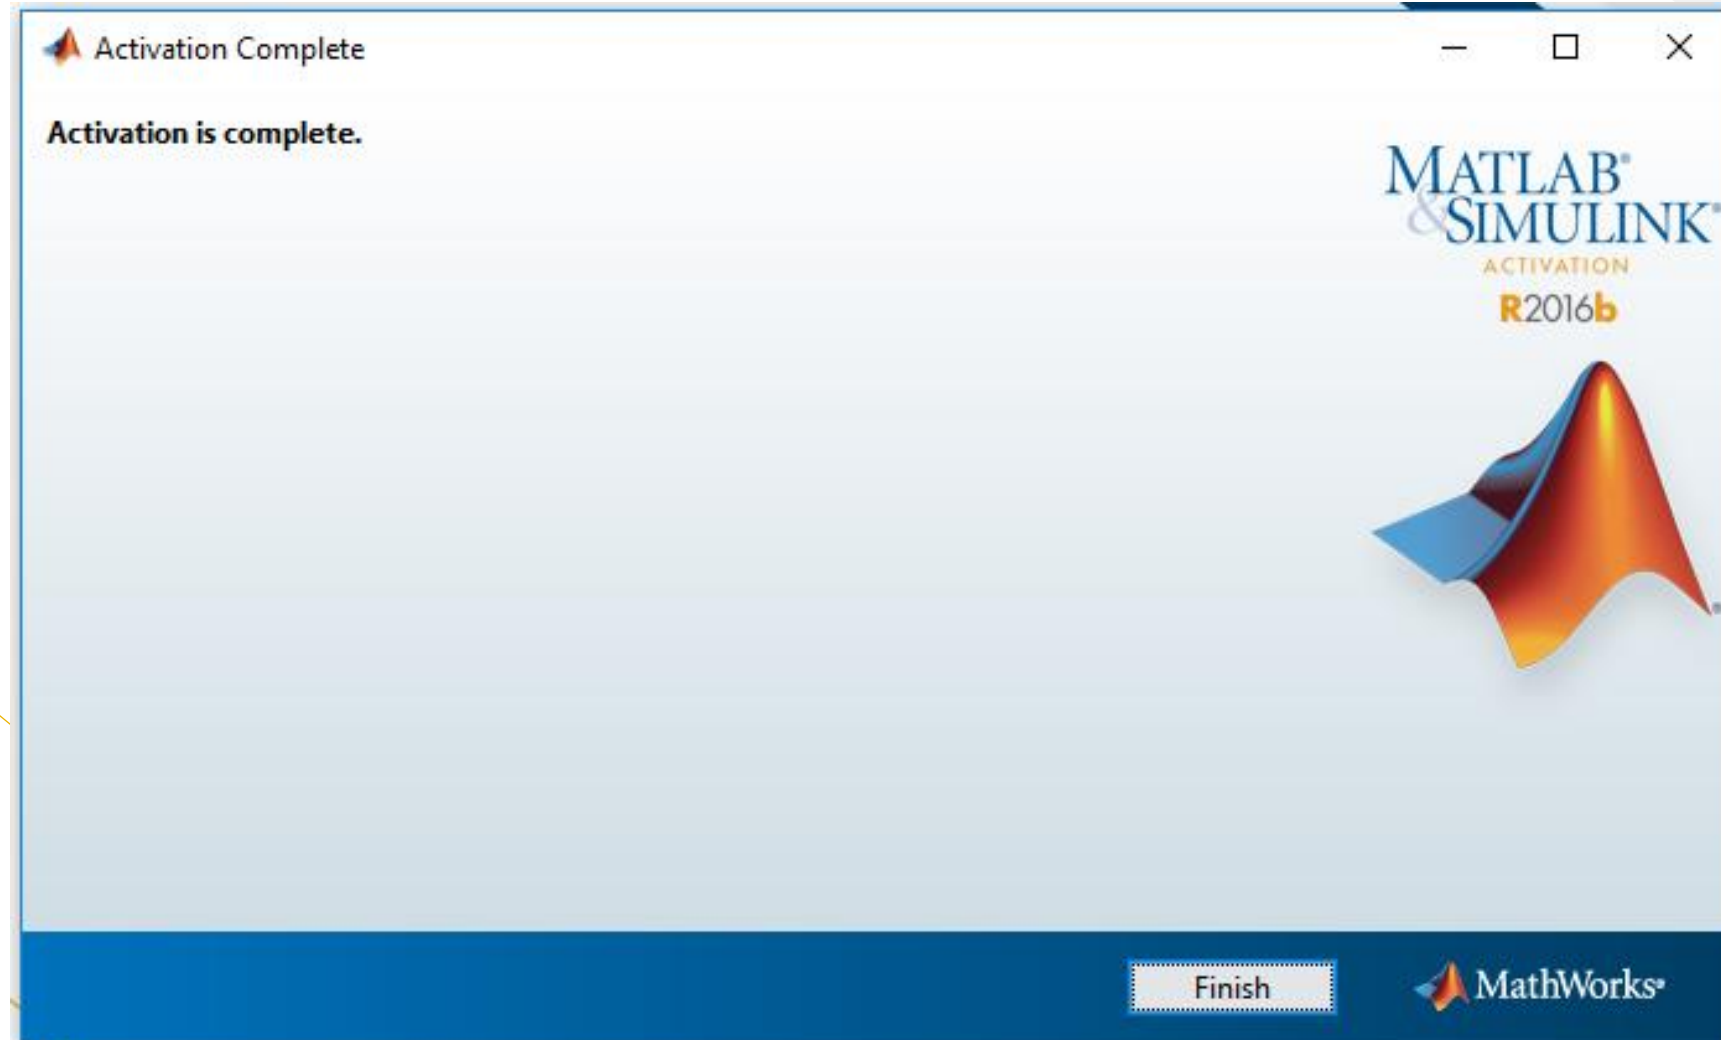 Activation Complete
Activation is complete.
MATLAB®
&SIMULINK®
ACTIVATION
R2016b
Finish
MathWorks®